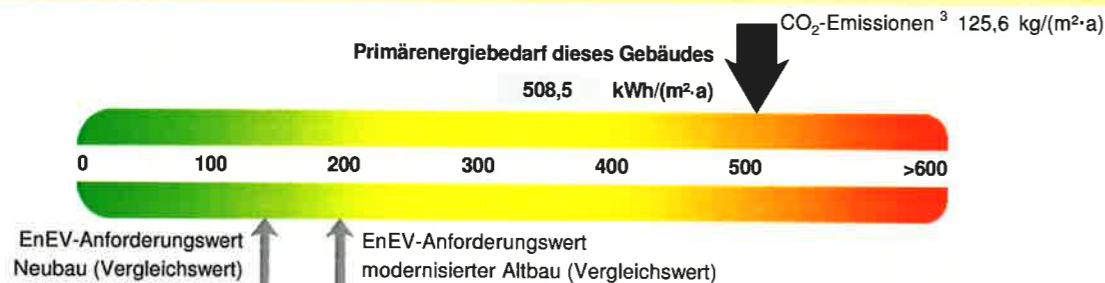 CO₂-Emissionen ³ 125,6 kg/(m²·a)
Primärenergiebedarf dieses Gebäudes
508,5 kWh/(m²·a)
0 100 200 300 400 500 >600
EnEV-Anforderungswert
Neubau (Vergleichswert)
EnEV-Anforderungswert
modernisierter Altbau (Vergleichswert)